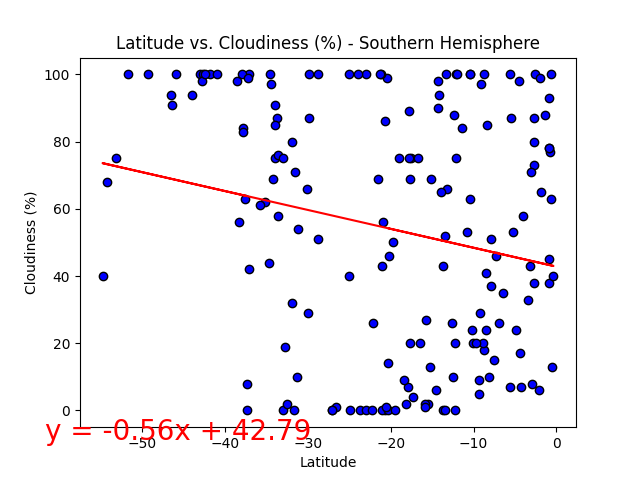 Latitude vs. Cloudiness (%) - Southern Hemisphere
100
80
60
40
20
0
Cloudiness (%)
y = -0.56x + 42.79
−50 −40 −30 −20 −10 0
Latitude